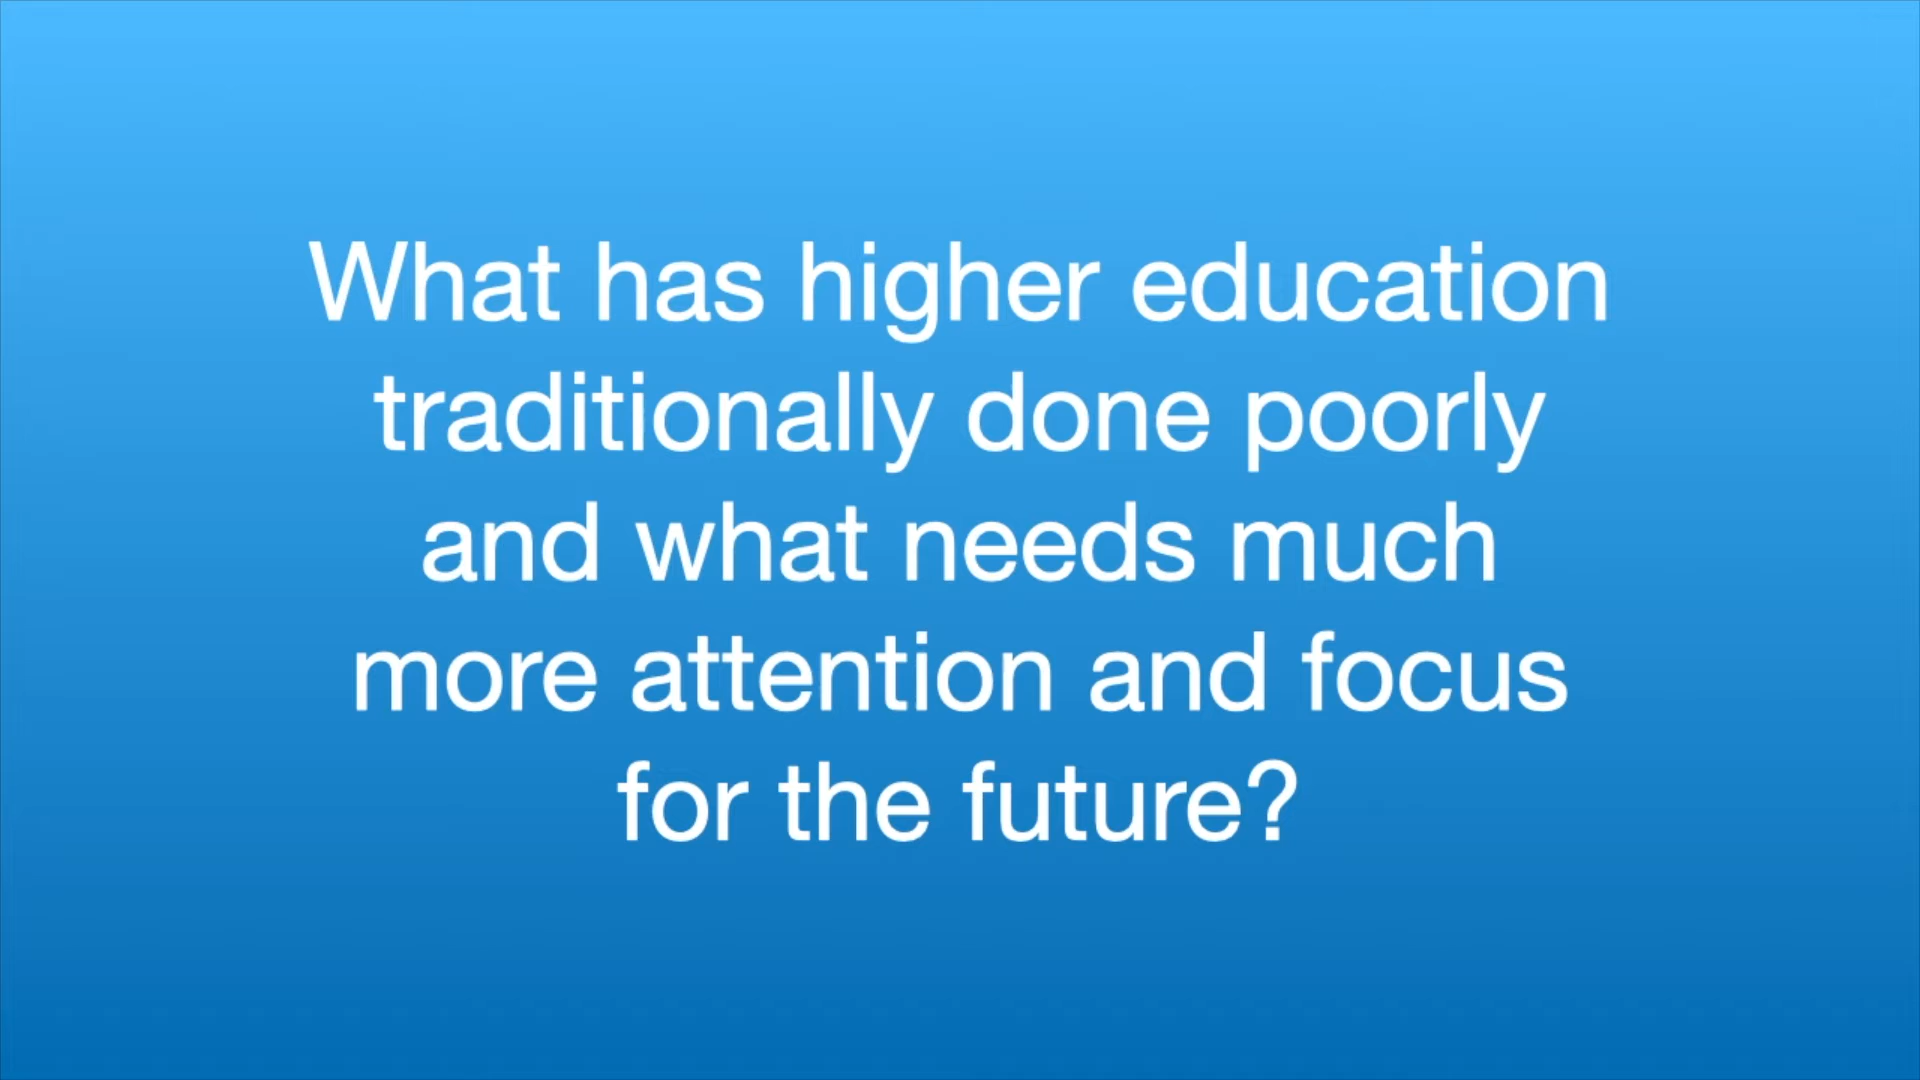 What has higher education
traditionally done poorly
and what needs much
more attention and focus
for the future?